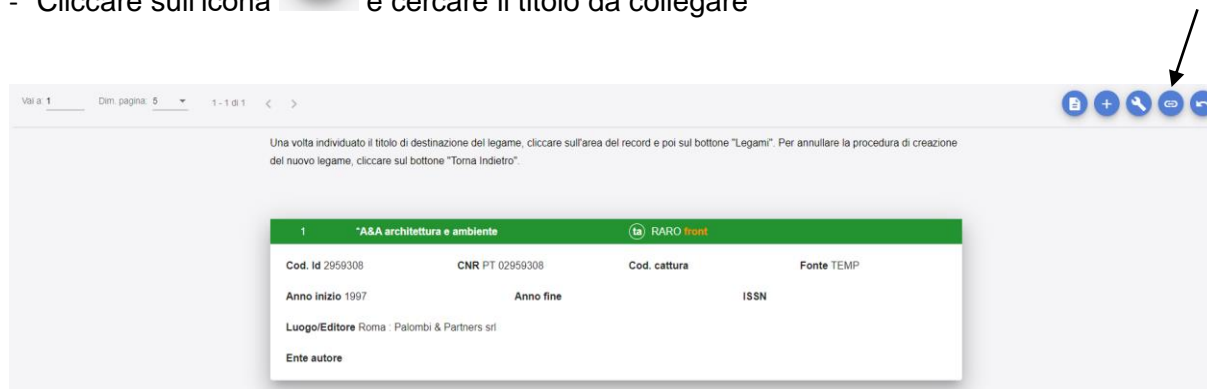 - Cliccare sull'icona e cercare il titolo da collegare
Vai a: 1 Dim. pagina: 5 1 - 1 di 1 < >
Una volta individuato il titolo di destinazione del legame, cliccare sull'area del record e poi sul bottone "Legami". Per annullare la procedura di creazione
del nuovo legame, cliccare sul bottone "Torna Indietro".
1 *A&A architettura e ambiente ta RARO front
Cod. Id 2959308 CNR PT 02959308 Cod. cattura Fonte TEMP
Anno inizio 1997 Anno fine ISSN
Luogo/Editore Roma : Palombi & Partners srl
Ente autore